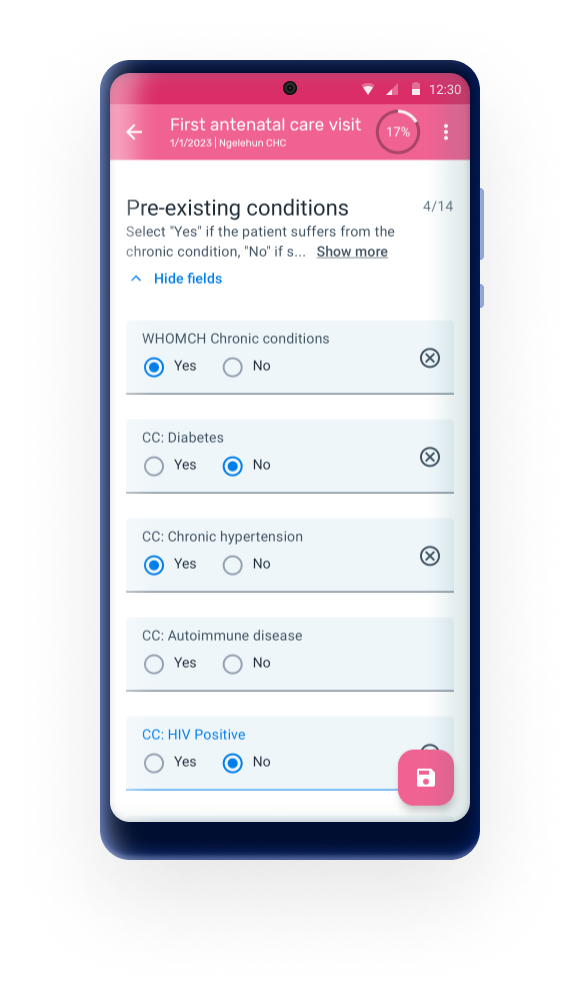 12:30
First antenatal care visit
17%
1/1/2023 | Ngelehun CHC
Pre-existing conditions
4/14
Select "Yes" if the patient suffers from the
chronic condition, "No" if s... Show more
Hide fields
WHOMCH Chronic conditions
Yes No
CC: Diabetes
Yes No
CC: Chronic hypertension
Yes No
CC: Autoimmune disease
Yes No
CC: HIV Positive
Yes No